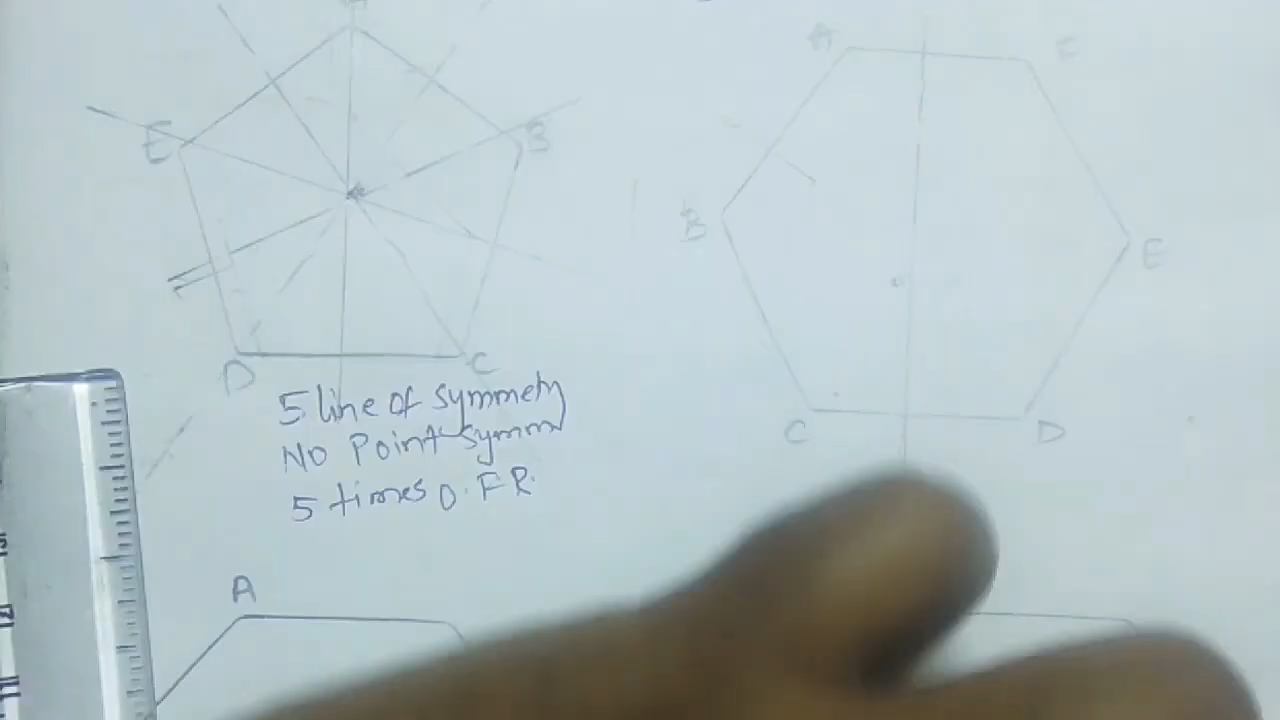 A
E
B
D
C
5 line of symmetry
No Point Symm
5 times O.F R.
A
E
B
E
C
D
A